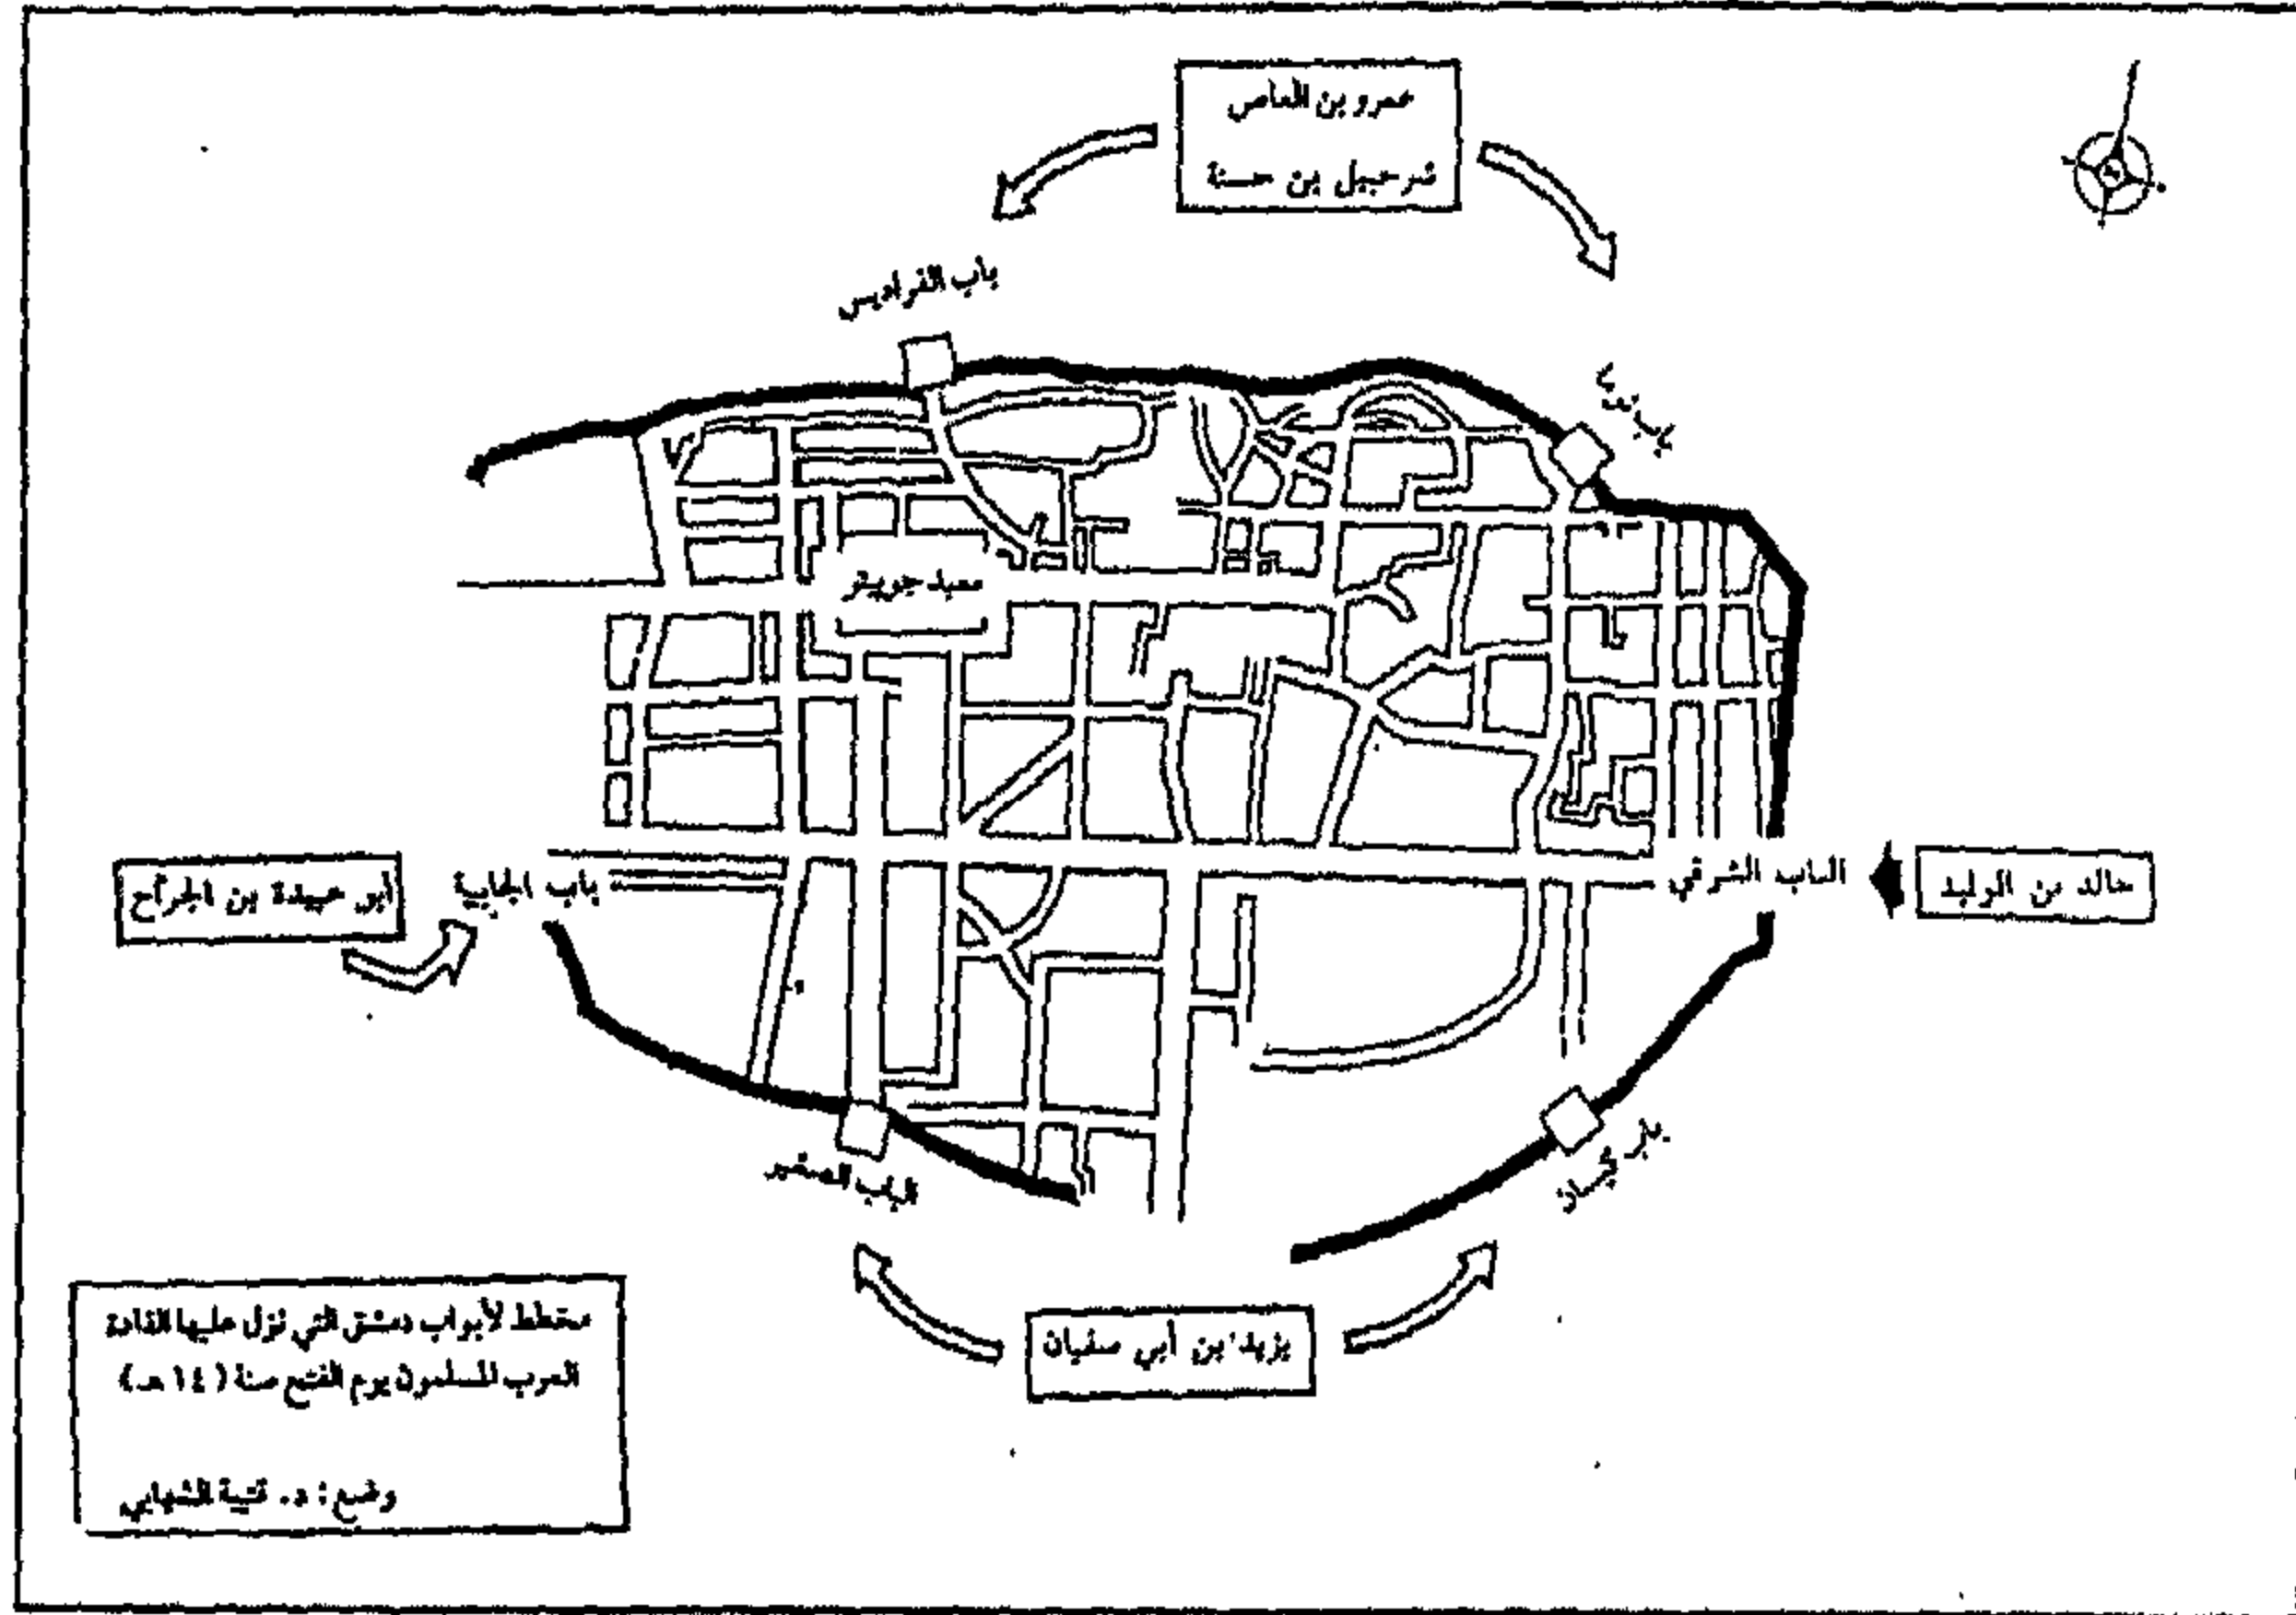 عمرو بن العاص
شرحبيل بن حسنة
باب الفراديس
باب توما
معبد جوبيتر
أبو عبيدة بن الجراح
باب الجابية
الباب الشرقي
خالد بن الوليد
الباب الصغير
باب كيسان
يزيد بن أبي سفيان
مخطط لأبواب دمشق التي نزل عليها القادة
العرب المسلمون يوم الفتح سنة (١٤ هـ)
وضع : د. قتيبة الشهابي